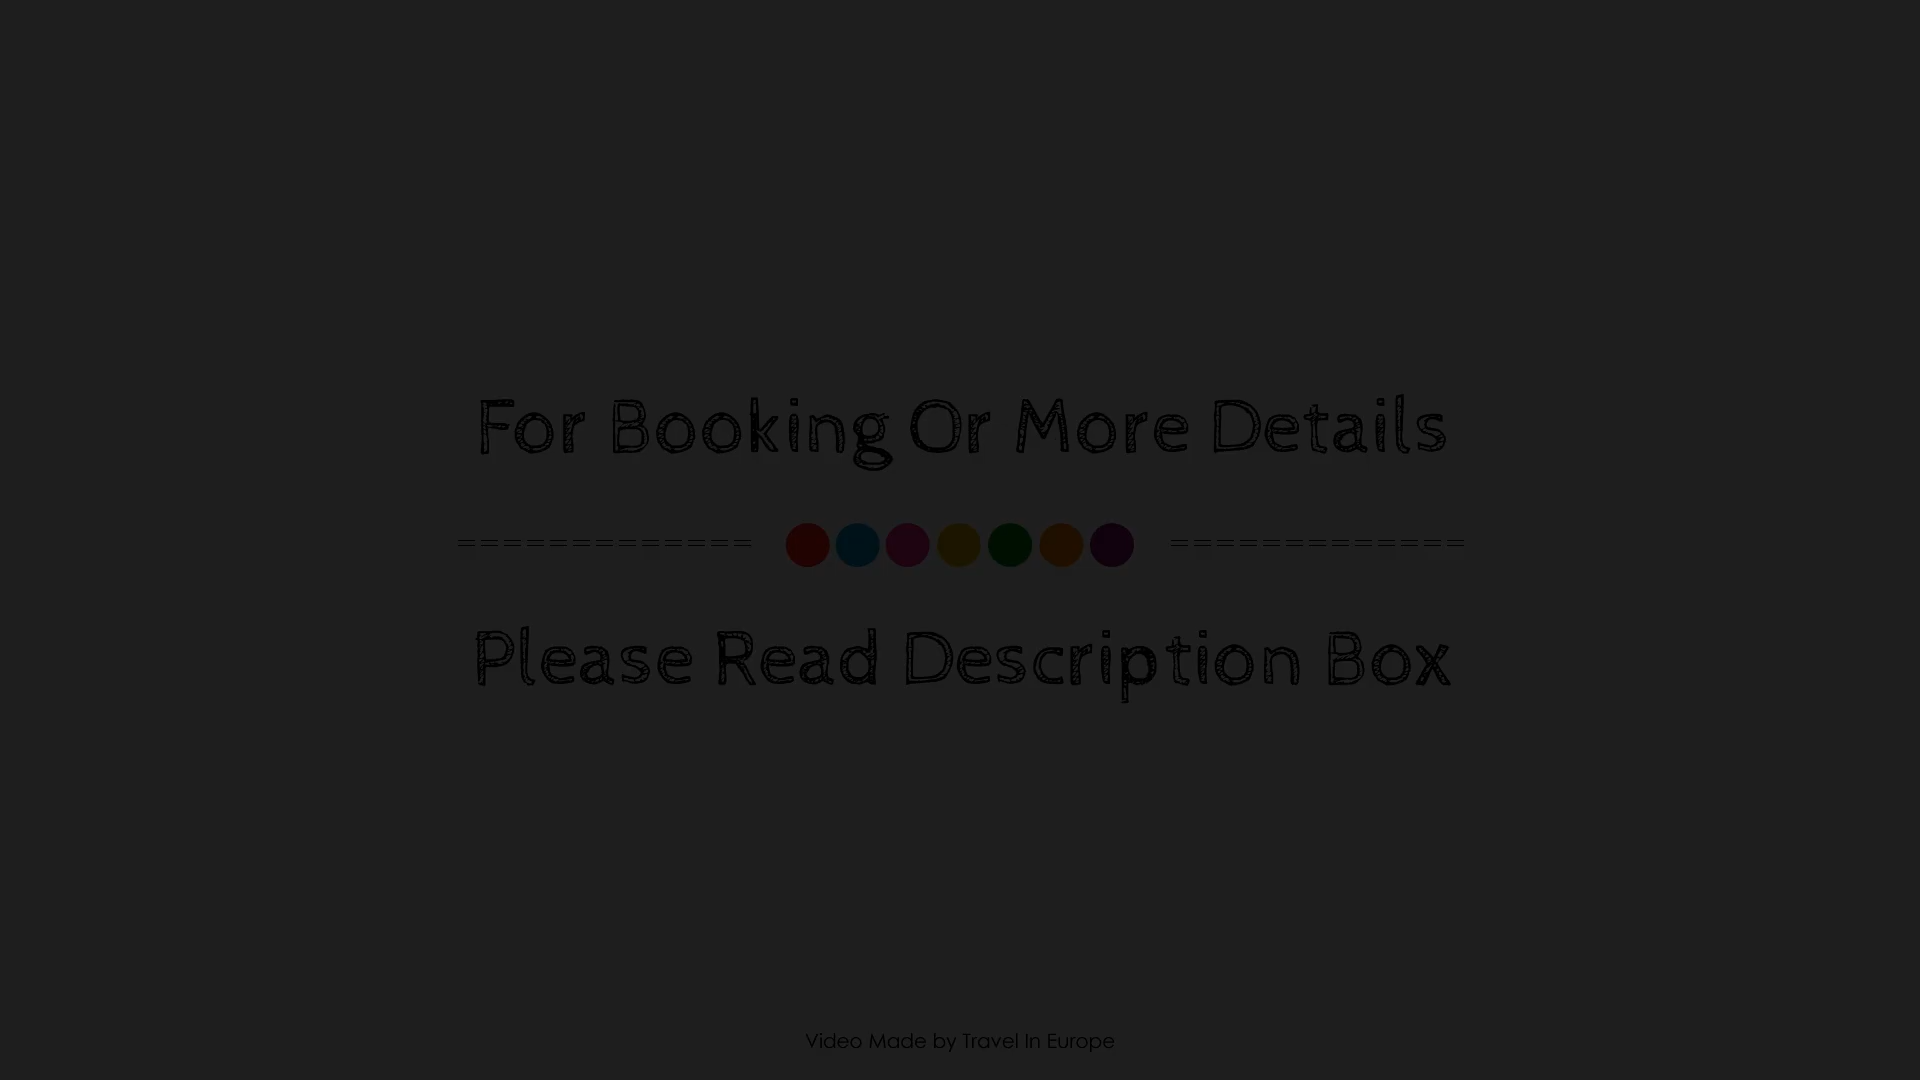 For Booking Or More Details
============= =============
Please Read Description Box
Video Made by Travel In Europe